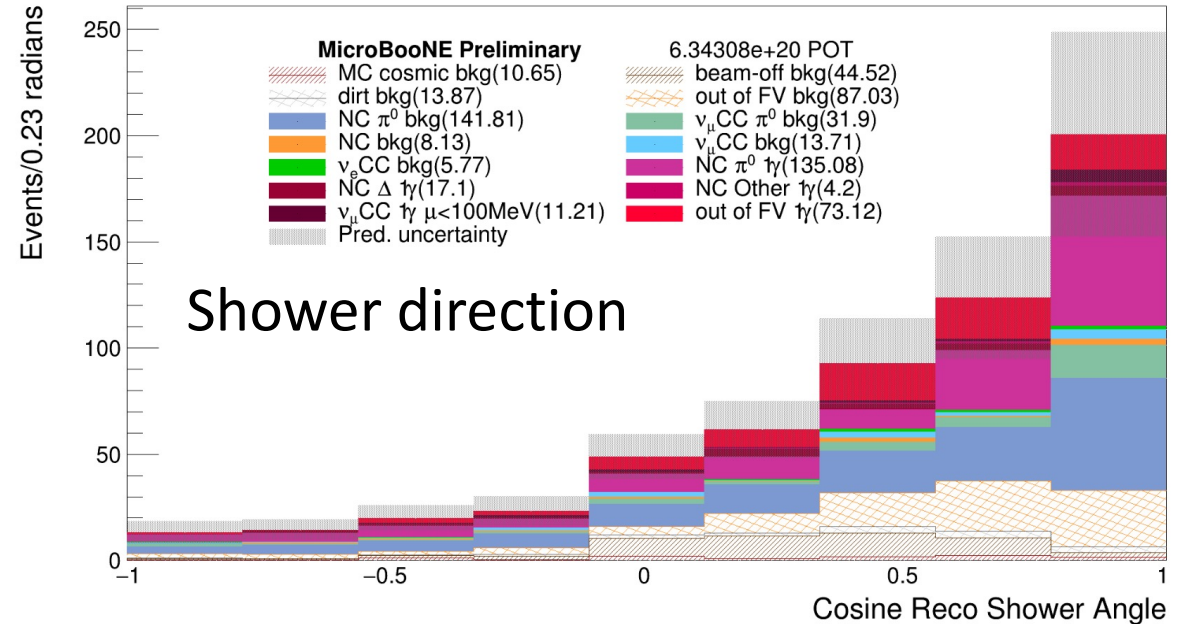 MicroBooNE Preliminary 6.34308e+20 POT
MC cosmic bkg(10.65) beam-off bkg(44.52)
dirt bkg(13.87) out of FV bkg(87.03)
NC π⁰ bkg(141.81) νμCC π⁰ bkg(31.9)
NC bkg(8.13) νμCC bkg(13.71)
νeCC bkg(5.77) NC π⁰ 1γ(135.08)
NC Δ 1γ(17.1) NC Other 1γ(4.2)
νμCC 1γ μ<100MeV(11.21) out of FV 1γ(73.12)
Pred. uncertainty
Shower direction
Events/0.23 radians
250
200
150
100
50
0
−1 −0.5 0 0.5 1
Cosine Reco Shower Angle